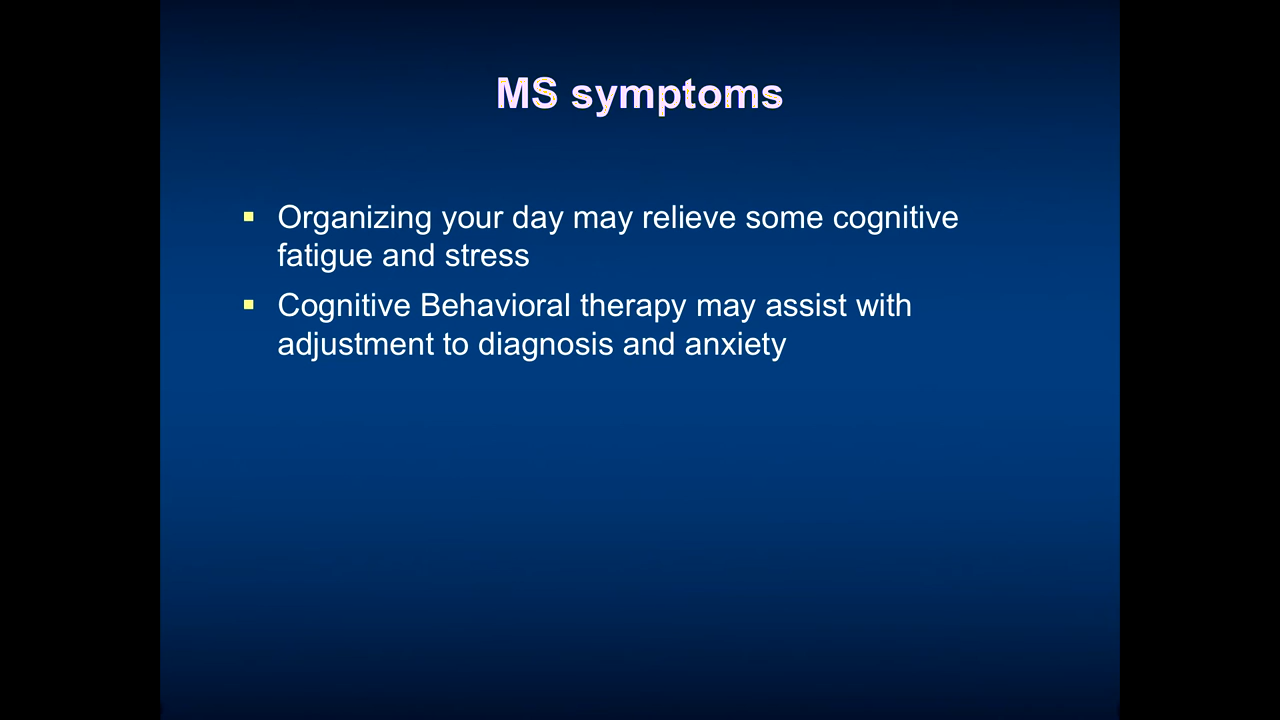 MS symptoms
Organizing your day may relieve some cognitive
fatigue and stress
Cognitive Behavioral therapy may assist with
adjustment to diagnosis and anxiety